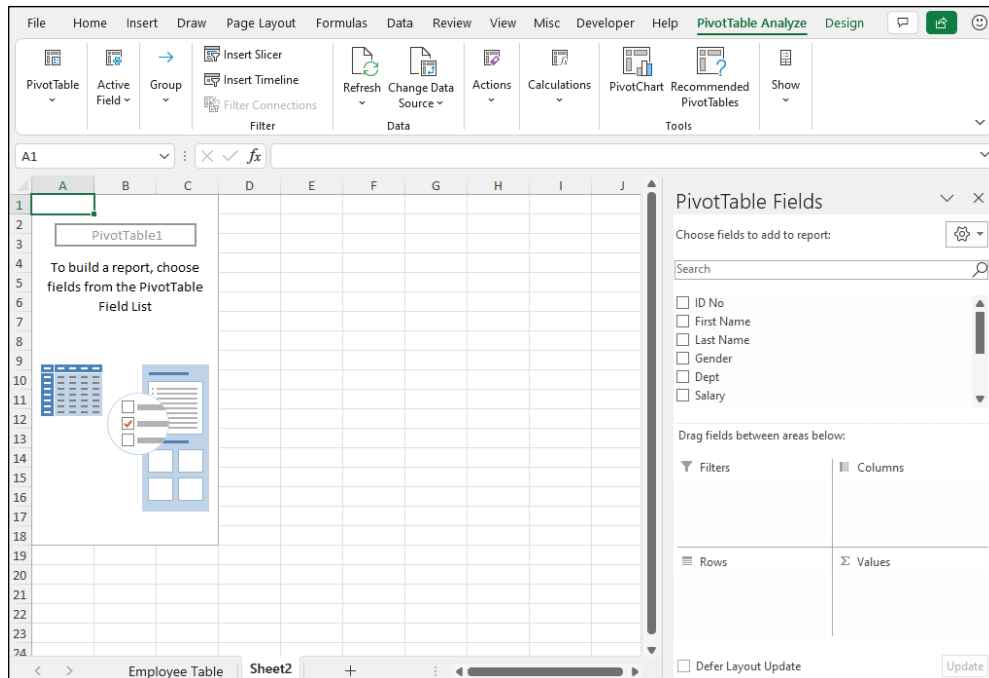 File Home Insert Draw Page Layout Formulas Data Review View Misc Developer Help PivotTable Analyze Design
PivotTable
Active
Field
Group
Insert Slicer
Insert Timeline
Filter Connections
Filter
Refresh
Change Data
Source
Data
Actions
Calculations
PivotChart
Recommended
PivotTables
Tools
Show
A1
fx
A B C D E F G H I J
1
2
3
4
5
6
7
8
9
10
11
12
13
14
15
16
17
18
19
20
21
22
23
24
PivotTable1
To build a report, choose
fields from the PivotTable
Field List
PivotTable Fields
Choose fields to add to report:
Search
ID No
First Name
Last Name
Gender
Dept
Salary
Drag fields between areas below:
Filters
Columns
Rows
Σ Values
Defer Layout Update
Update
Employee Table
Sheet2